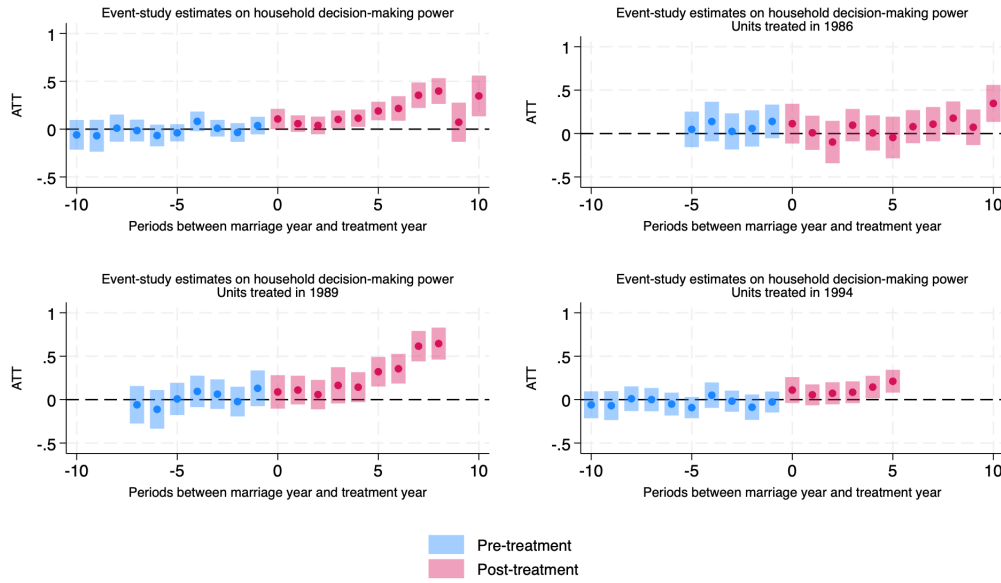 Event-study estimates on household decision-making power
ATT
1
.5
0
-.5
-10
-5
0
5
10
Periods between marriage year and treatment year
Event-study estimates on household decision-making power
Units treated in 1986
ATT
1
.5
0
-.5
-10
-5
0
5
10
Periods between marriage year and treatment year
Event-study estimates on household decision-making power
Units treated in 1989
ATT
1
.5
0
-.5
-10
-5
0
5
10
Periods between marriage year and treatment year
Event-study estimates on household decision-making power
Units treated in 1994
ATT
1
.5
0
-.5
-10
-5
0
5
10
Periods between marriage year and treatment year
Pre-treatment
Post-treatment